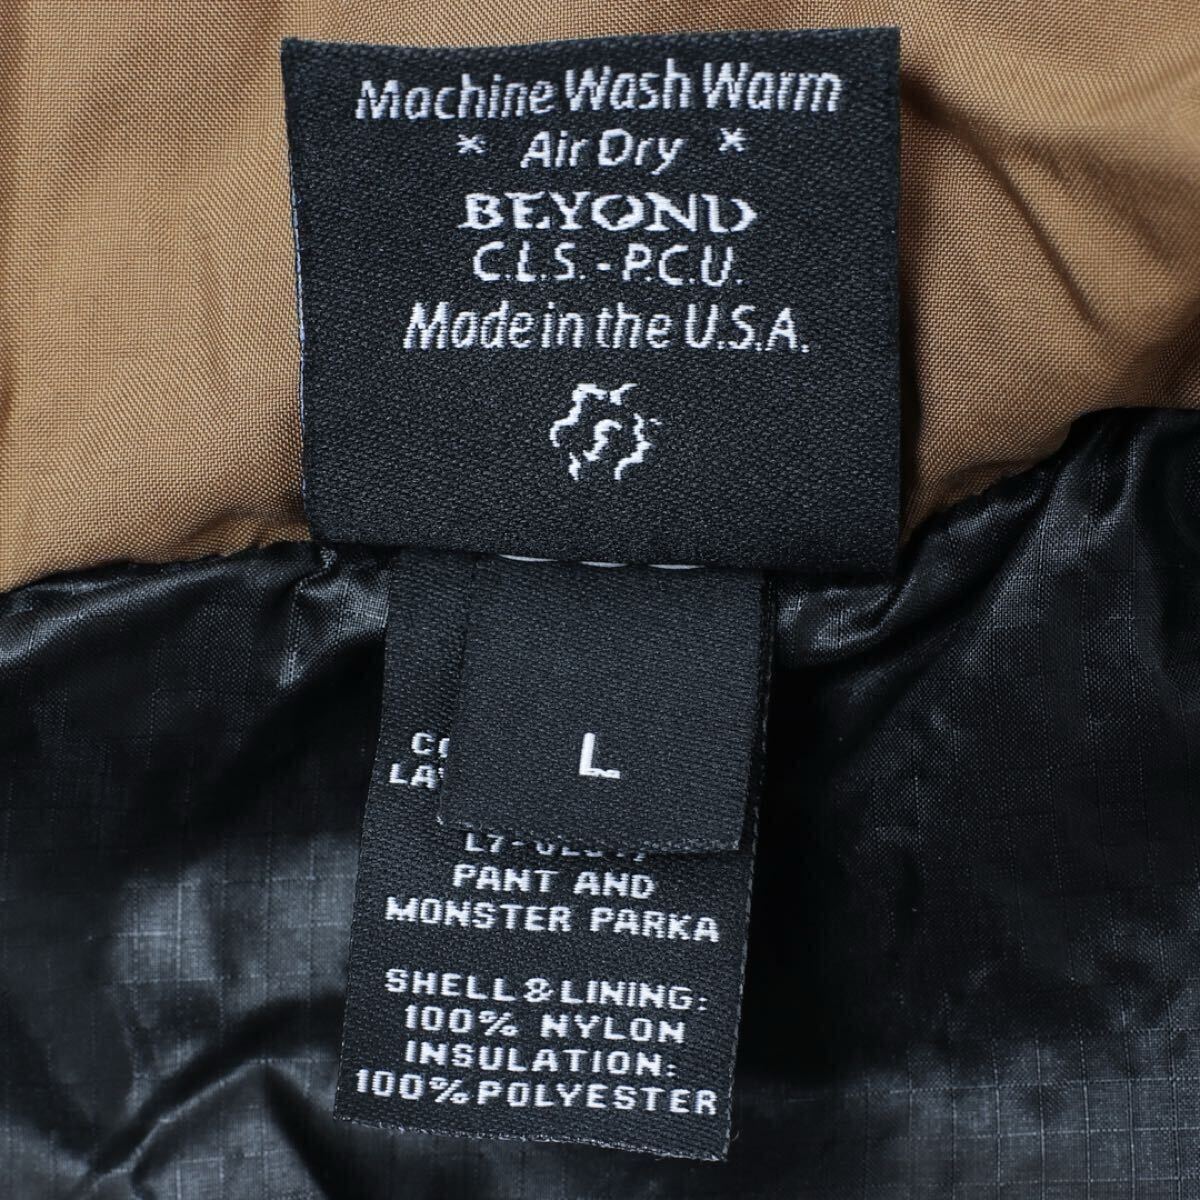 Machine Wash Warm
* Air Dry *
BEYOND
C.L.S. - P.C.U.
Made in the U.S.A.
L
PANT AND
MONSTER PARKA
SHELL & LINING:
100% NYLON
INSULATION:
100% POLYESTER